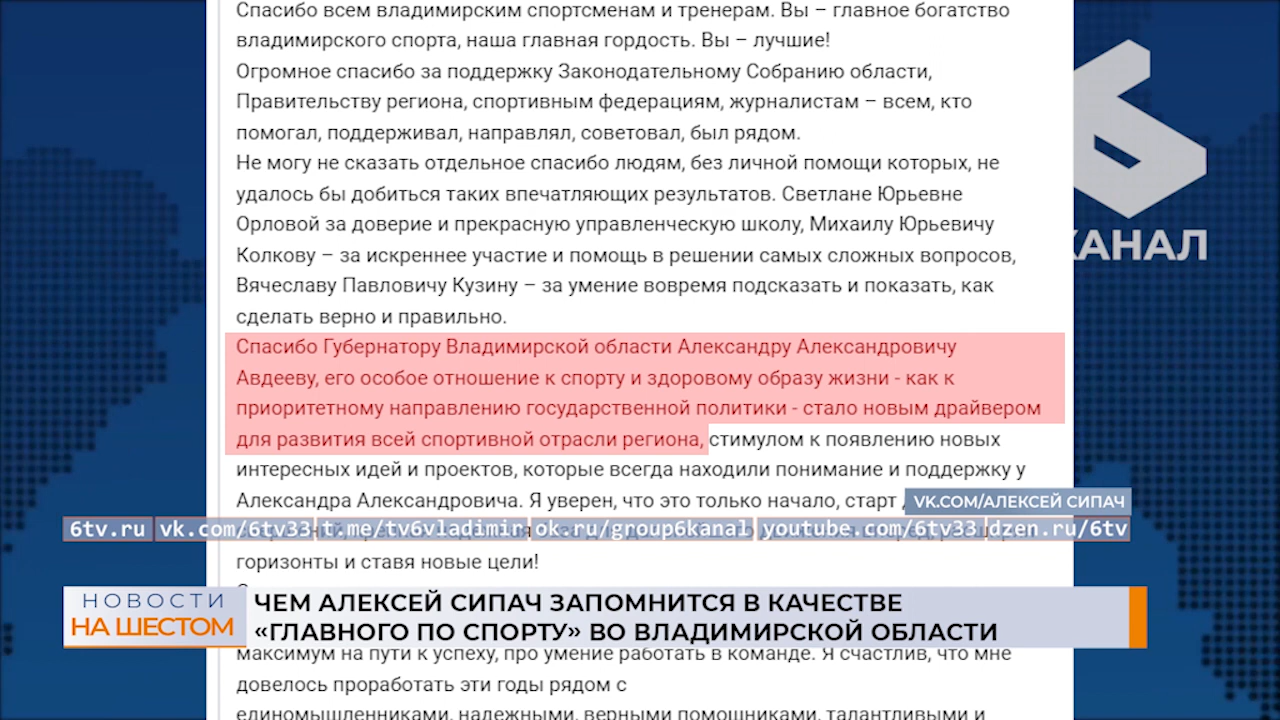 Спасибо всем владимирским спортсменам и тренерам. Вы – главное богатство
владимирского спорта, наша главная гордость. Вы – лучшие!
Огромное спасибо за поддержку Законодательному Собранию области,
Правительству региона, спортивным федерациям, журналистам – всем, кто
помогал, поддерживал, направлял, советовал, был рядом.
Не могу не сказать отдельное спасибо людям, без личной помощи которых, не
удалось бы добиться таких впечатляющих результатов. Светлане Юрьевне
Орловой за доверие и прекрасную управленческую школу, Михаилу Юрьевичу
Колкову – за искреннее участие и помощь в решении самых сложных вопросов,
Вячеславу Павловичу Кузину – за умение вовремя подсказать и показать, как
сделать верно и правильно.
Спасибо Губернатору Владимирской области Александру Александровичу
Авдееву, его особое отношение к спорту и здоровому образу жизни - как к
приоритетному направлению государственной политики - стало новым драйвером
для развития всей спортивной отрасли региона, стимулом к появлению новых
интересных идей и проектов, которые всегда находили понимание и поддержку у
Александра Александровича. Я уверен, что это только начало, старт
горизонты и ставя новые цели!
максимум на пути к успеху, про умение работать в команде. Я счастлив, что мне
довелось проработать эти годы рядом с
единомышленниками, надежными, верными помощниками, талантливыми и
6
КАНАЛ
VK.COM/АЛЕКСЕЙ СИПАЧ
6tv.ru vk.com/6tv33 t.me/tv6vladimir ok.ru/group6kanal youtube.com/6tv33 dzen.ru/6tv
НОВОСТИ
НА ШЕСТОМ
ЧЕМ АЛЕКСЕЙ СИПАЧ ЗАПОМНИТСЯ В КАЧЕСТВЕ
«ГЛАВНОГО ПО СПОРТУ» ВО ВЛАДИМИРСКОЙ ОБЛАСТИ